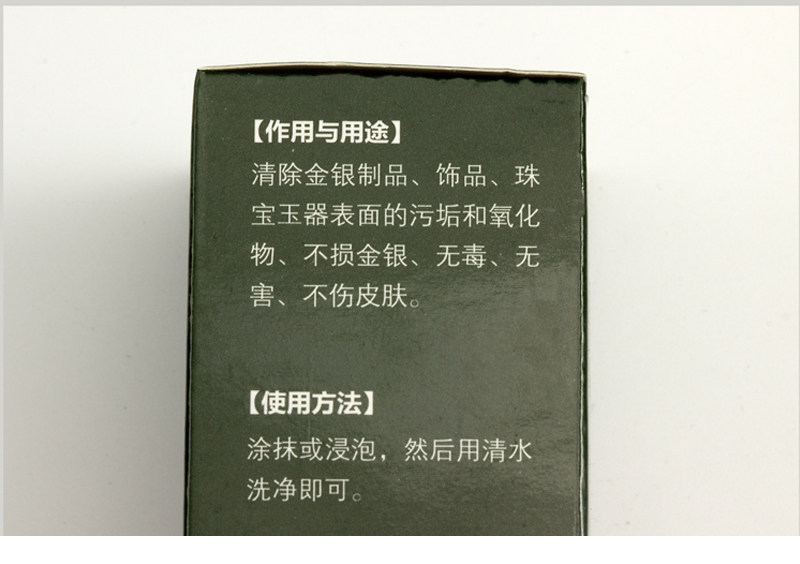 【作用与用途】
清除金银制品、饰品、珠
宝玉器表面的污垢和氧化
物、不损金银、无毒、无
害、不伤皮肤。
【使用方法】
涂抹或浸泡，然后用清水
洗净即可。